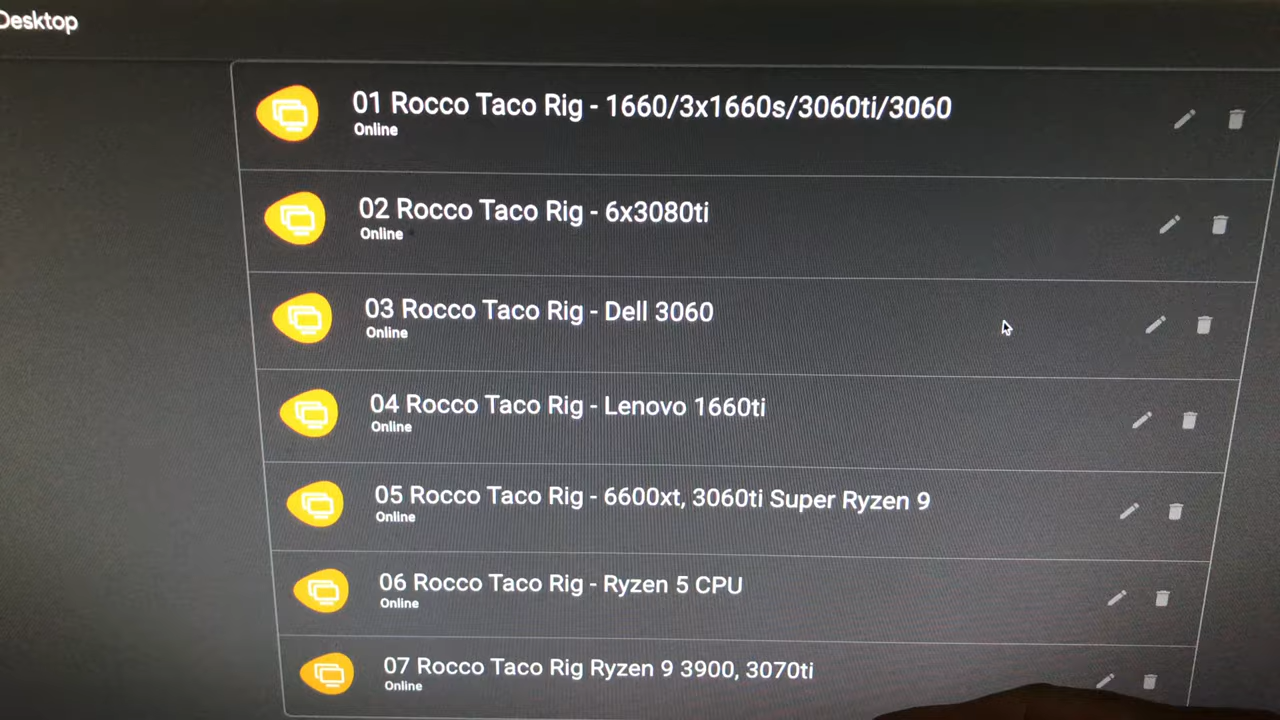 Desktop
01 Rocco Taco Rig - 1660/3x1660s/3060ti/3060
Online
02 Rocco Taco Rig - 6x3080ti
Online
03 Rocco Taco Rig - Dell 3060
Online
04 Rocco Taco Rig - Lenovo 1660ti
Online
05 Rocco Taco Rig - 6600xt, 3060ti Super Ryzen 9
Online
06 Rocco Taco Rig - Ryzen 5 CPU
Online
07 Rocco Taco Rig Ryzen 9 3900, 3070ti
Online